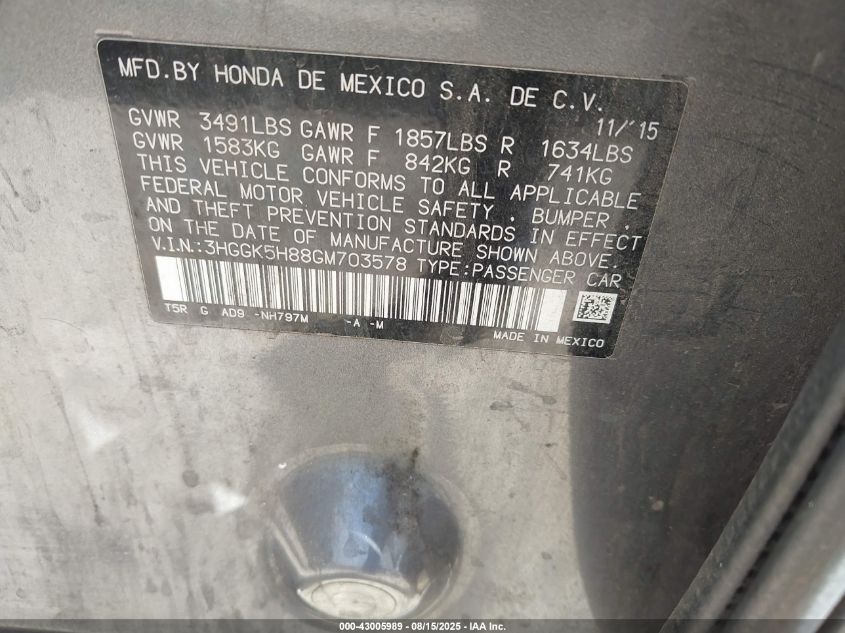 MFD.BY HONDA DE MEXICO S.A. DE C.V.
11/'15
GVWR 3491LBS GAWR F 1857LBS R 1634LBS
GVWR 1583KG GAWR F 842KG R 741KG
THIS VEHICLE CONFORMS TO ALL APPLICABLE
FEDERAL MOTOR VEHICLE SAFETY , BUMPER ,
AND THEFT PREVENTION STANDARDS IN EFFECT
ON THE DATE OF MANUFACTURE SHOWN ABOVE.
V.I.N.:3HGGK5H88GM703578 TYPE:PASSENGER CAR
T5R G AD9 -NH797M -A -M
MADE IN MEXICO
000-43005989 - 08/15/2025 - IAA Inc.